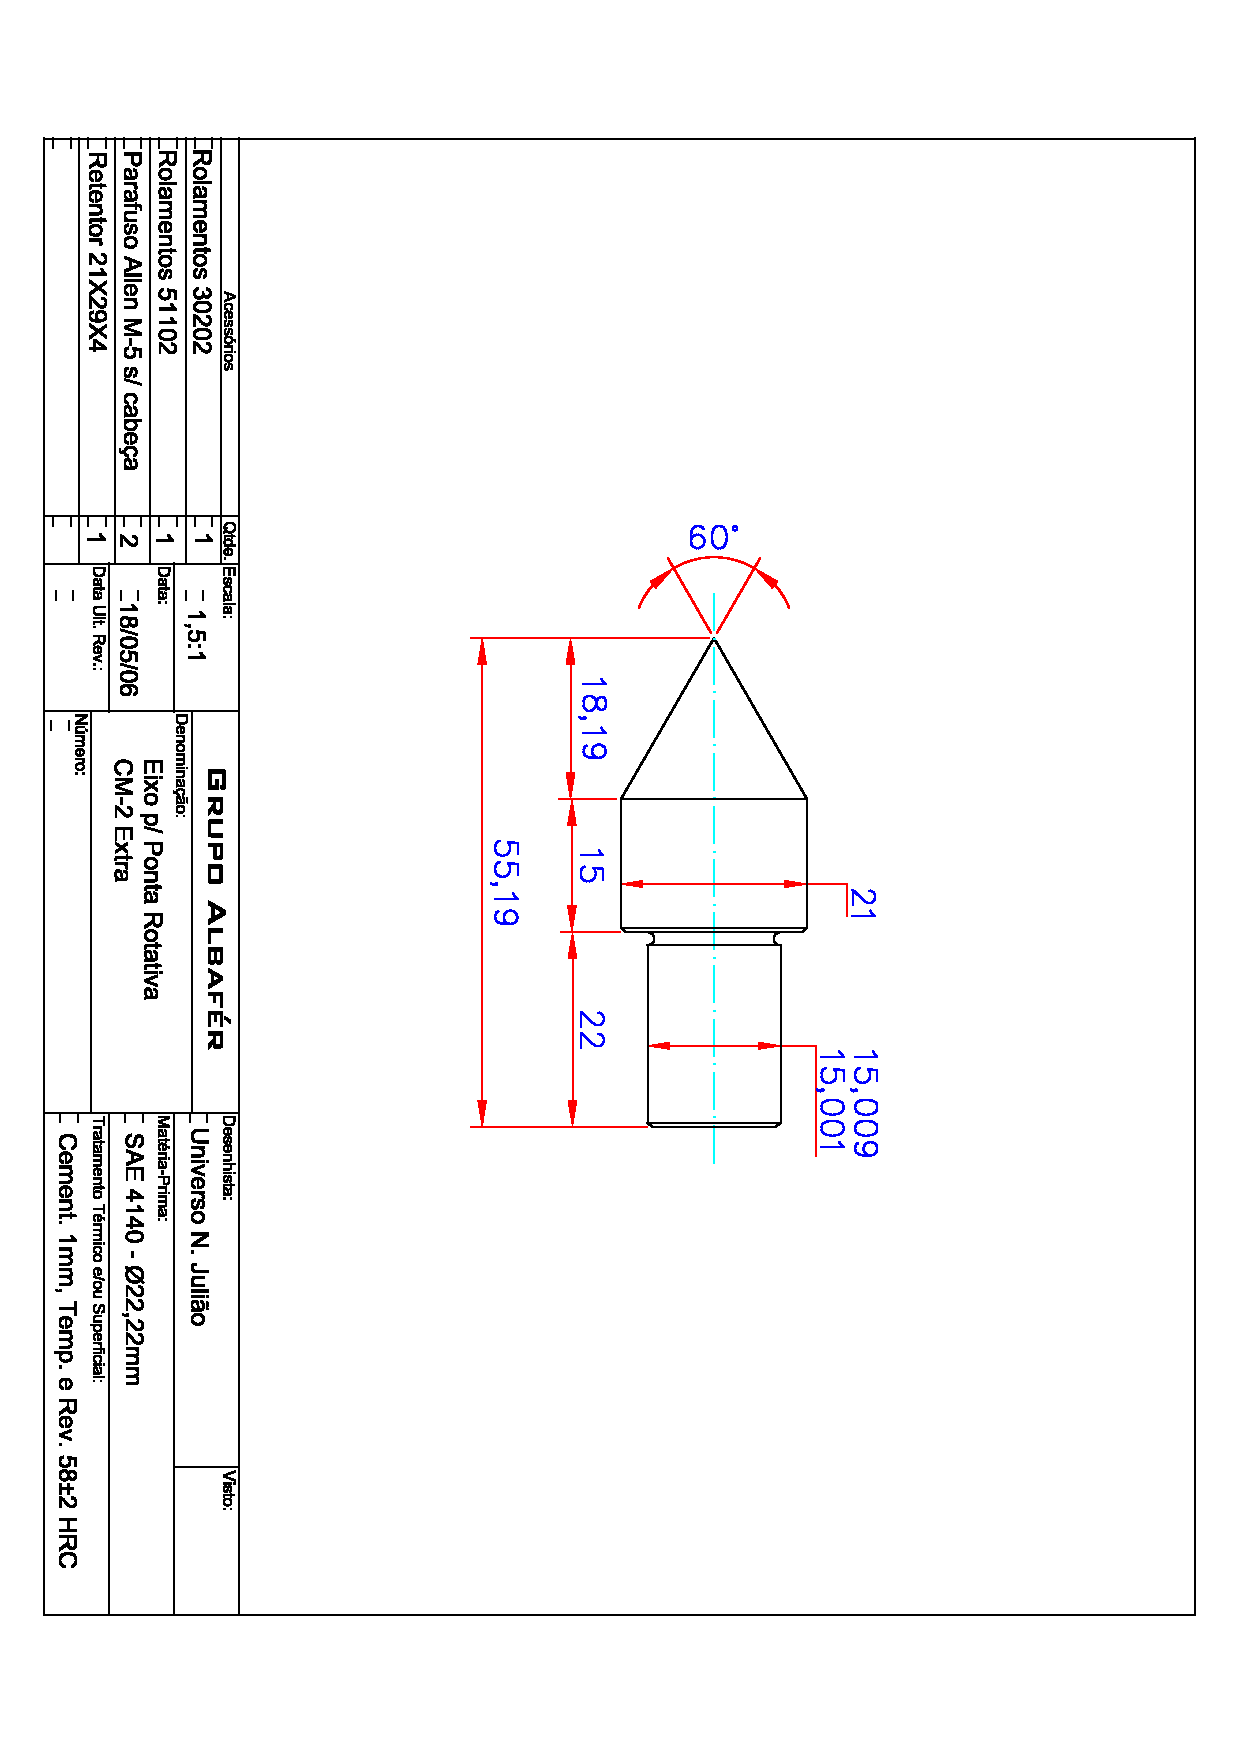 60°
18,19
15
21
55,19
22
15,009
15,001
Acessórios
Qtde.
Rolamentos 30202
1
Rolamentos 51102
1
Parafuso Allen M-5 s/ cabeça
2
Retentor 21X29X4
1
Escala:
1,5:1
Data:
18/05/06
Data Ult. Rev.:
GRUPO ALBAFÉR
Denominação:
Eixo p/ Ponta Rotativa
CM-2 Extra
Número:
Desenhista:
Universo N. Julião
Visto:
Matéria-Prima:
SAE 4140 - Ø22,22mm
Tratamento Térmico e/ou Superficial:
Cement. 1mm, Temp. e Rev. 58±2 HRC